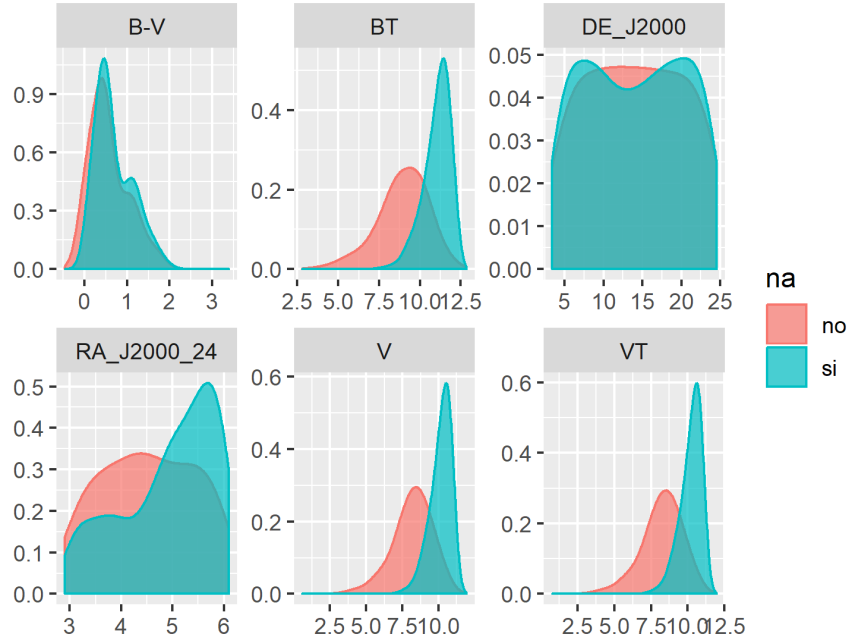 B-V BT DE_J2000
0.9 0.6 0.3 0.0
0 1 2 3
0.4 0.2 0.0
2.5 5.0 7.5 10.0 12.5
0.05 0.04 0.03 0.02 0.01 0.00
5 10 15 20 25
RA_J2000_24 V VT
0.5 0.4 0.3 0.2 0.1 0.0
3 4 5 6
0.6 0.4 0.2 0.0
2.5 5.0 7.5 10.0
0.6 0.4 0.2 0.0
2.5 5.0 7.5 10.0 12.5
na
no
si